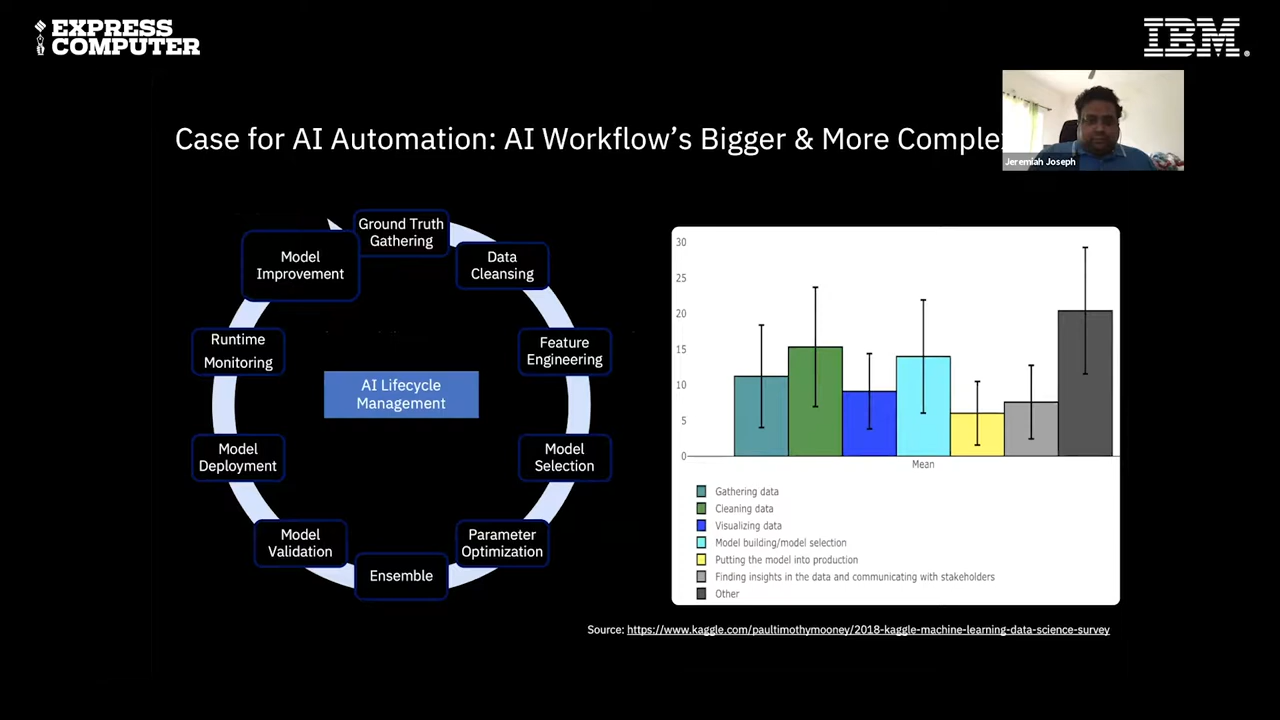 EXPRESS
COMPUTER
IBM
Case for AI Automation: AI Workflow's Bigger & More Comple
Jeremiah Joseph
Ground Truth
Gathering
Data
Cleansing
Feature
Engineering
Model
Selection
Parameter
Optimization
Ensemble
Model
Validation
Model
Deployment
Runtime
Monitoring
Model
Improvement
AI Lifecycle
Management
30
25
20
15
10
5
0
Mean
Gathering data
Cleaning data
Visualizing data
Model building/model selection
Putting the model into production
Finding insights in the data and communicating with stakeholders
Other
Source: https://www.kaggle.com/paultimothymooney/2018-kaggle-machine-learning-data-science-survey